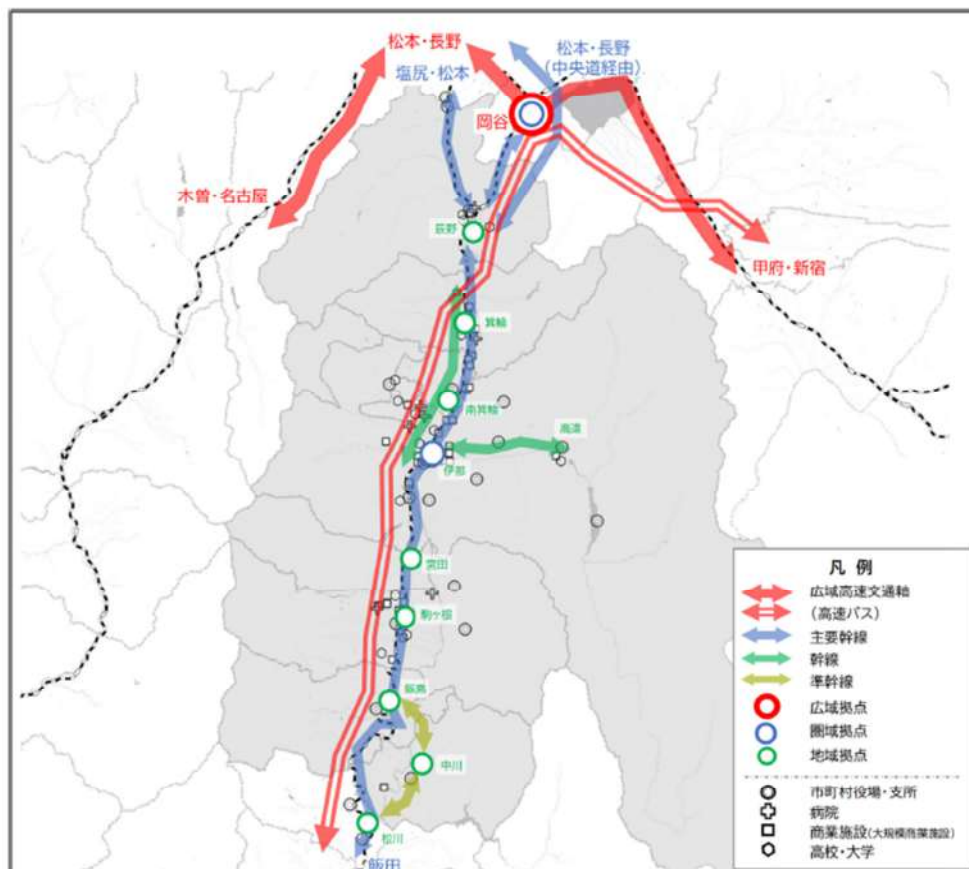 松本・長野
松本・長野
(中央道経由)
塩尻・松本
岡谷
木曽・名古屋
辰野
甲府・新宿
箕輪
南箕輪
高遠
伊那
宮田
駒ヶ根
飯島
中川
松川
飯田
凡 例
広域高速交通軸
(高速バス)
主要幹線
幹線
準幹線
広域拠点
圏域拠点
地域拠点
市町村役場・支所
病院
商業施設(大規模商業施設)
高校・大学